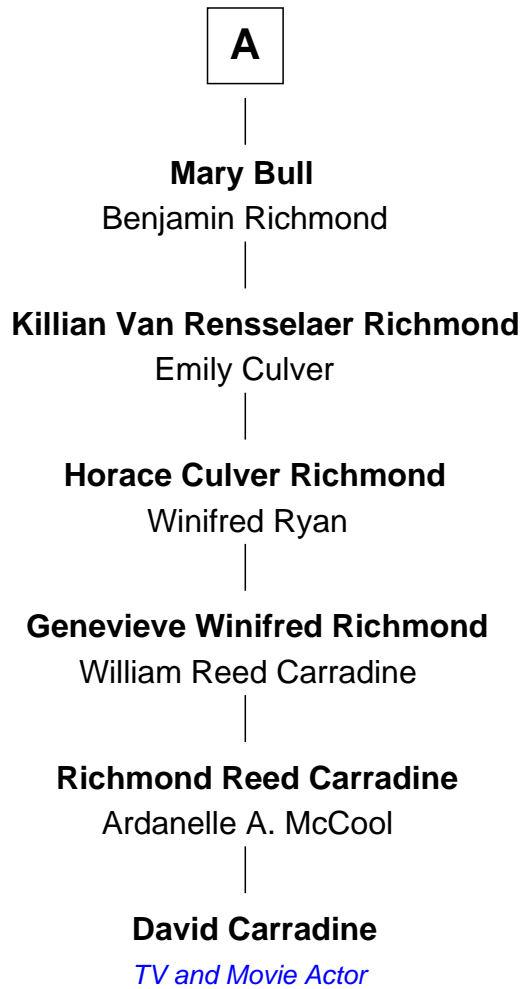 A
Mary Bull
Benjamin Richmond
Killian Van Rensselaer Richmond
Emily Culver
Horace Culver Richmond
Winifred Ryan
Genevieve Winifred Richmond
William Reed Carradine
Richmond Reed Carradine
Ardanelle A. McCool
David Carradine
TV and Movie Actor